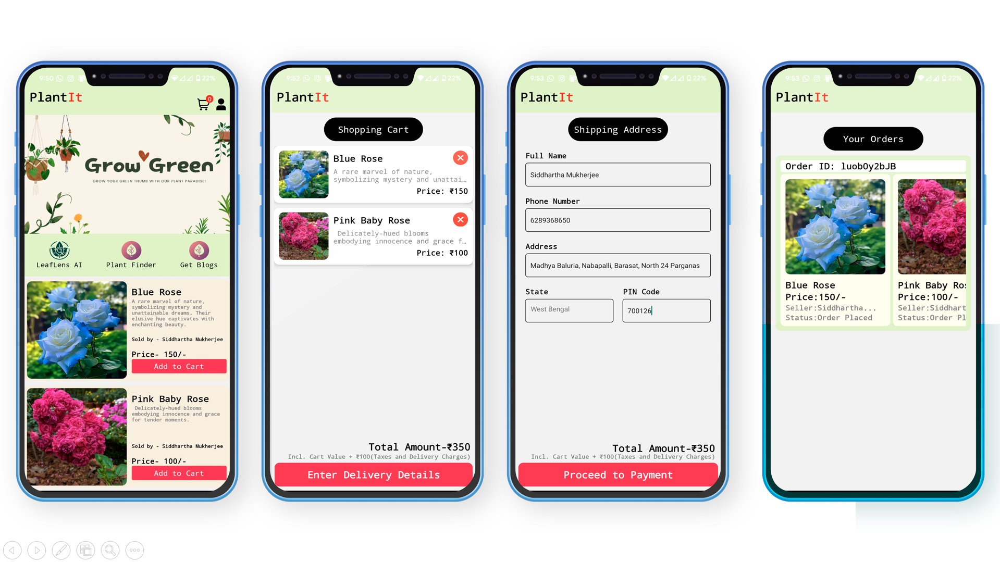 9:50
22%
PlantIt
0
Grow Green
GROW YOUR GREEN THUMB WITH OUR PLANT PARADISE!
LeafLens AI
Plant Finder
Get Blogs
Blue Rose
A rare marvel of nature,
symbolizing mystery and
unattainable dreams. Their
elusive hue captivates with
enchanting beauty.
Sold by - Siddhartha Mukherjee
Price- 150/-
Add to Cart
Pink Baby Rose
Delicately-hued blooms
embodying innocence and grace
for tender moments.
Sold by - Siddhartha Mukherjee
Price- 100/-
Add to Cart
9:52
22%
PlantIt
Shopping Cart
Blue Rose
A rare marvel of nature,
symbolizing mystery and unattai…
Price: ₹150
Pink Baby Rose
Delicately-hued blooms
embodying innocence and grace f…
Price: ₹100
Total Amount-₹350
Incl. Cart Value + ₹100(Taxes and Delivery Charges)
Enter Delivery Details
9:53
22%
PlantIt
Shipping Address
Full Name
Siddhartha Mukherjee
Phone Number
6289368650
Address
Madhya Baluria, Nabapalli, Barasat, North 24 Parganas
State
PIN Code
West Bengal
700126
Total Amount-₹350
Incl. Cart Value + ₹100(Taxes and Delivery Charges)
Proceed to Payment
9:53
22%
PlantIt
Your Orders
Order ID: luobOy2bJB
Blue Rose
Price:150/-
Seller:Siddhartha...
Status:Order Placed
Pink Baby Ros
Price:100/-
Seller:Siddhart
Status:Order Pl